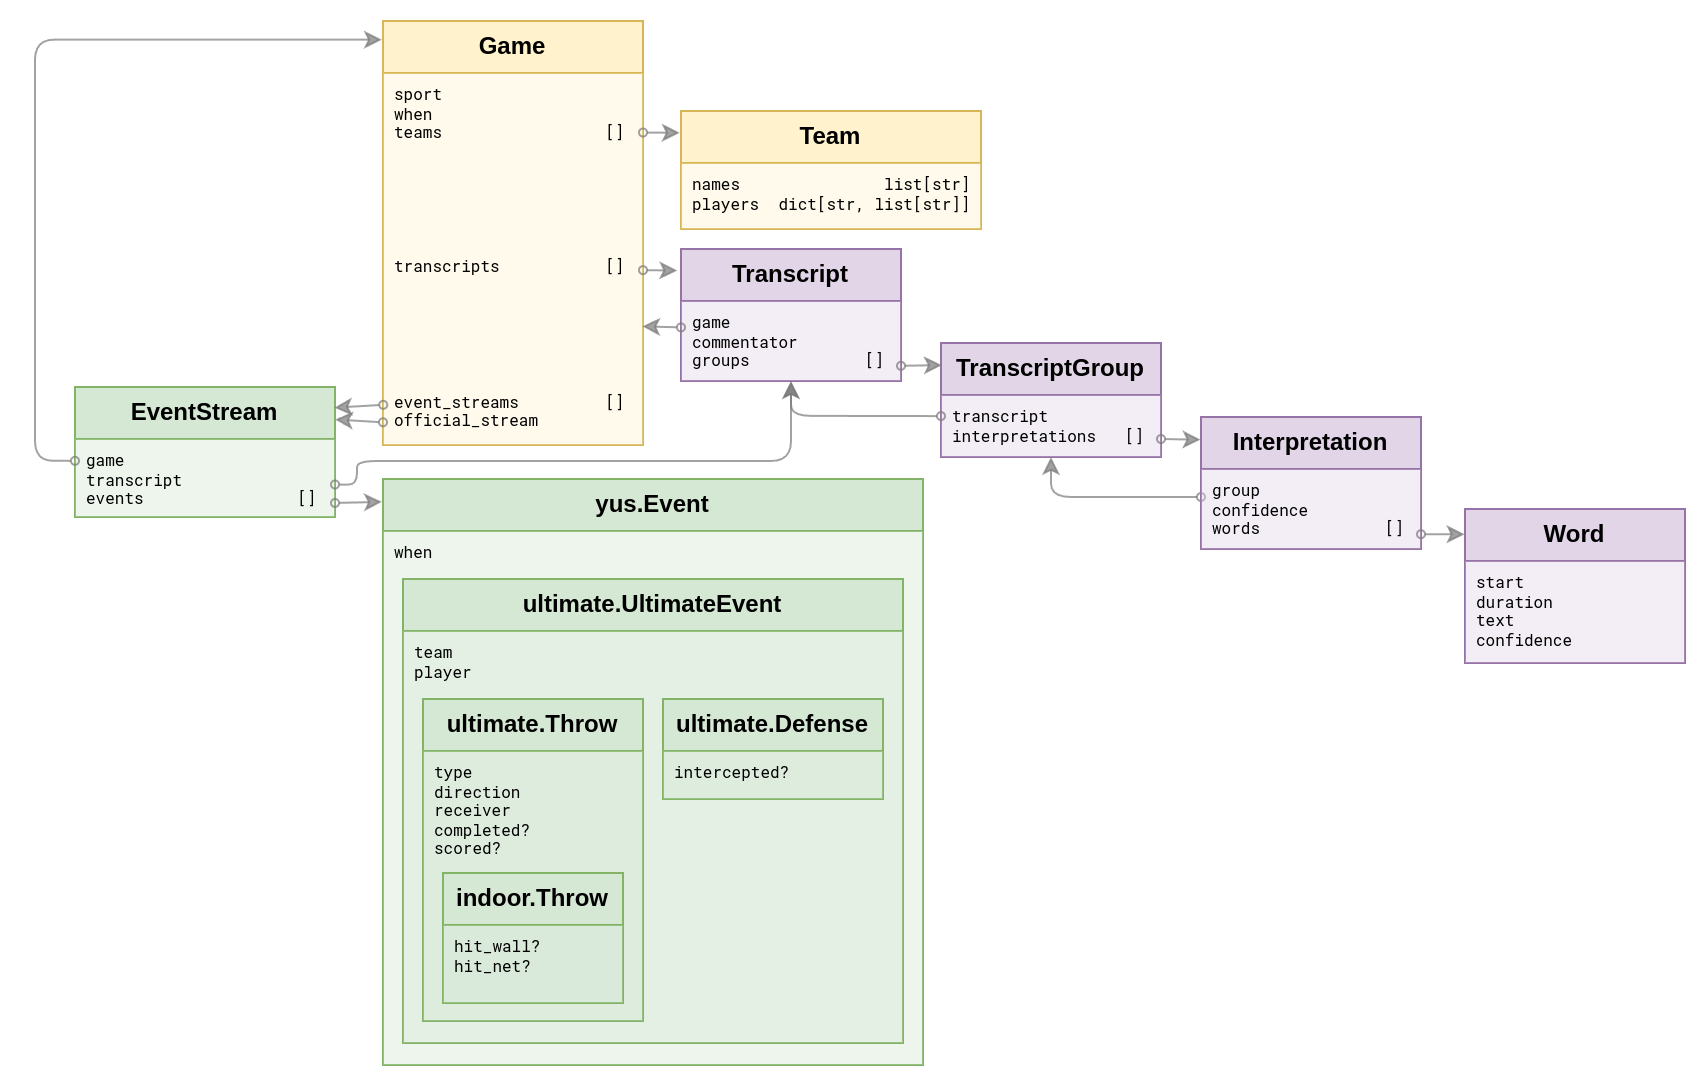 Game
sport
when
teams []
transcripts []
event_streams []
official_stream
Team
names list[str]
players dict[str, list[str]]
Transcript
game
commentator
groups []
TranscriptGroup
transcript
interpretations []
Interpretation
group
confidence
words []
Word
start
duration
text
confidence
EventStream
game
transcript
events []
yus.Event
when
ultimate.UltimateEvent
team
player
ultimate.Throw
type
direction
receiver
completed?
scored?
indoor.Throw
hit_wall?
hit_net?
ultimate.Defense
intercepted?